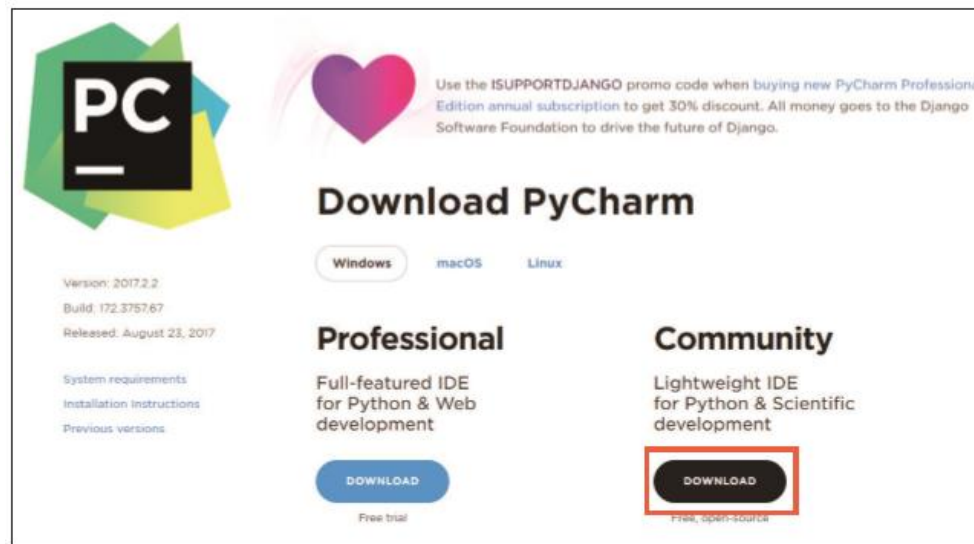 PC
Use the ISUPPORTDJANGO promo code when buying new PyCharm Professional
Edition annual subscription to get 30% discount. All money goes to the Django
Software Foundation to drive the future of Django.
Download PyCharm
Windows macOS Linux
Version: 2017.2.2
Build: 172.3757.67
Released: August 23, 2017
System requirements
Installation Instructions
Previous versions
Professional
Full-featured IDE
for Python & Web
development
DOWNLOAD
Free trial
Community
Lightweight IDE
for Python & Scientific
development
DOWNLOAD
Free, open-source